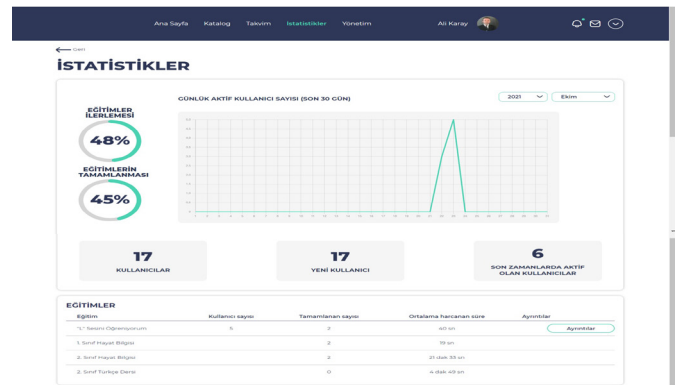 Ana Sayfa Katalog Takvim İstatistikler Yönetim Ali Karay
Geri
İSTATİSTİKLER
GÜNLÜK AKTİF KULLANICI SAYISI (SON 30 GÜN) 2021 Ekim
EĞİTİMLER
İLERLEMESİ
48%
EĞİTİMLERİN
TAMAMLANMASI
45%
17 17 6
KULLANICILAR YENİ KULLANICI SON ZAMANLARDA AKTİF
OLAN KULLANICILAR
EĞİTİMLER
Eğitim Kullanıcı sayısı Tamamlanan sayısı Ortalama harcanan süre Ayrıntılar
"L" Sesini Öğreniyorum 5 2 40 sn Ayrıntılar
1. Sınıf Hayat Bilgisi 2 19 sn
2. Sınıf Hayat Bilgisi 2 21 dak 33 sn
2. Sınıf Türkçe Dersi 0 4 dak 49 sn